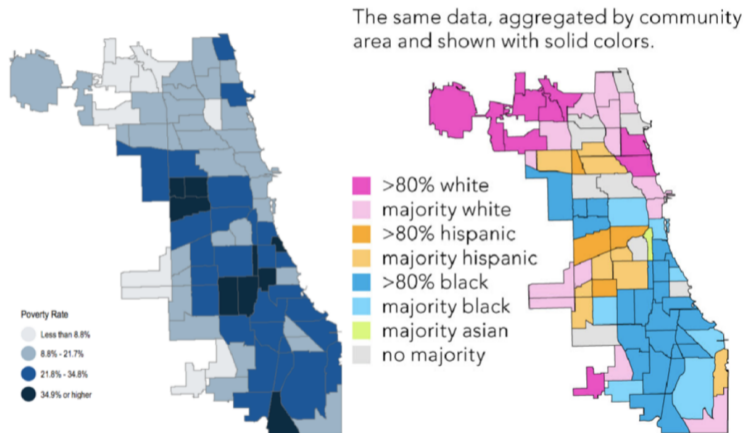 The same data, aggregated by community
area and shown with solid colors.
>80% white
majority white
>80% hispanic
majority hispanic
>80% black
majority black
majority asian
no majority
Poverty Rate
Less than 8.8%
8.8% - 21.7%
21.8% - 34.8%
34.9% or higher